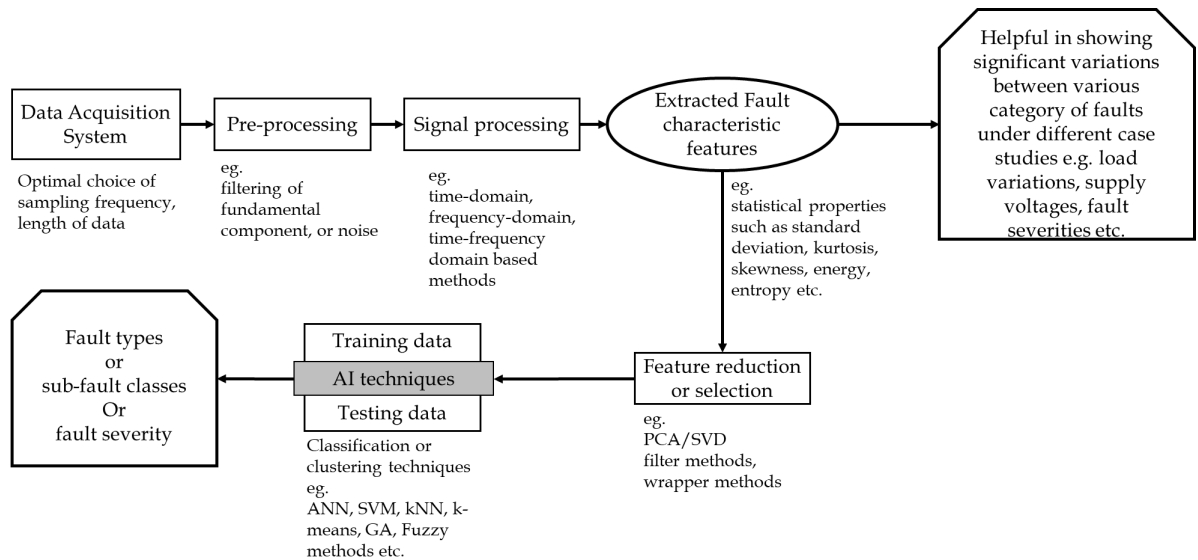 Data Acquisition
System
Optimal choice of
sampling frequency,
length of data
Pre-processing
eg.
filtering of
fundamental
component, or noise
Signal processing
eg.
time-domain,
frequency-domain,
time-frequency
domain based
methods
Extracted Fault
characteristic
features
eg.
statistical properties
such as standard
deviation, kurtosis,
skewness, energy,
entropy etc.
Helpful in showing
significant variations
between various
category of faults
under different case
studies e.g. load
variations, supply
voltages, fault
severities etc.
Feature reduction
or selection
eg.
PCA/SVD
filter methods,
wrapper methods
Training data
AI techniques
Testing data
Classification or
clustering techniques
eg.
ANN, SVM, kNN, k-
means, GA, Fuzzy
methods etc.
Fault types
or
sub-fault classes
Or
fault severity